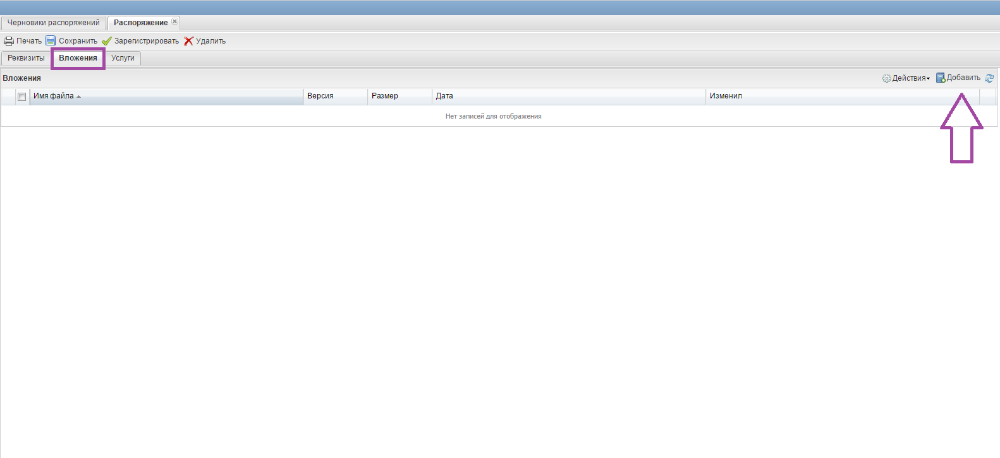 Черновики распоряжений Распоряжение
Печать Сохранить Зарегистрировать Удалить
Реквизиты Вложения Услуги
Вложения Действия Добавить
Имя файла Версия Размер Дата Изменил
Нет записей для отображения